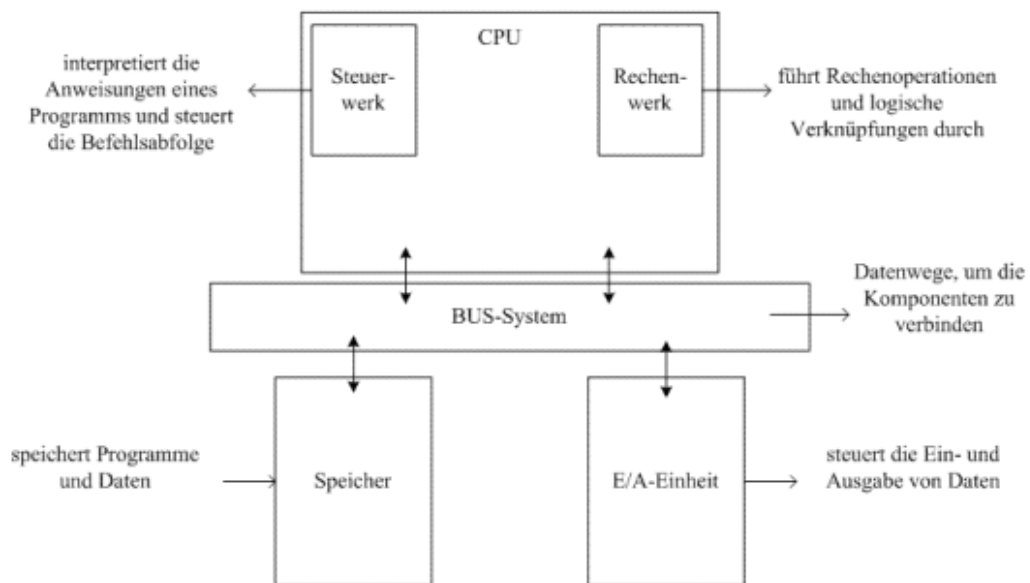 CPU
interpretiert die
Anweisungen eines
Programms und steuert
die Befehlsabfolge
Steuer-
werk
Rechen-
werk
führt Rechenoperationen
und logische
Verknüpfungen durch
BUS-System
Datenwege, um die
Komponenten zu
verbinden
speichert Programme
und Daten
Speicher
E/A-Einheit
steuert die Ein- und
Ausgabe von Daten